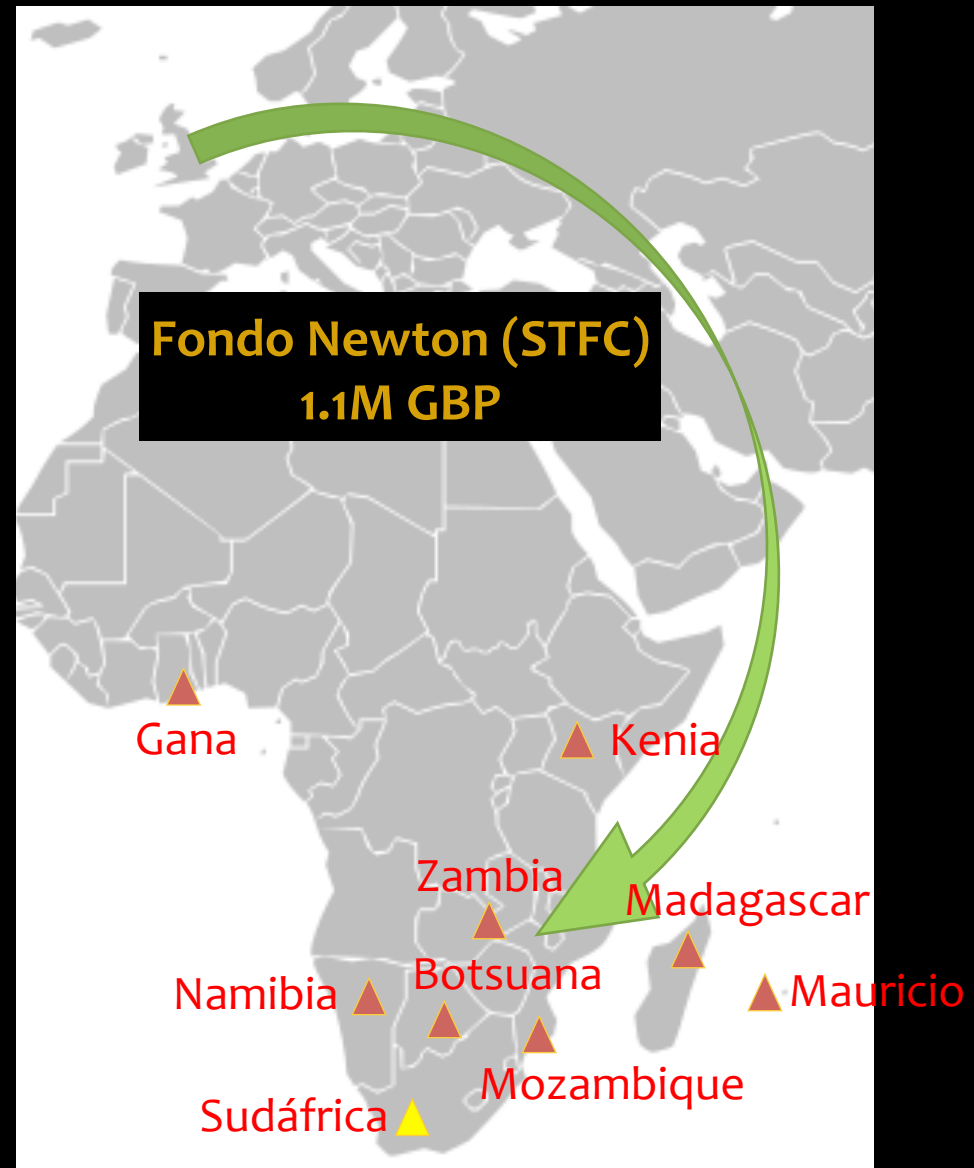 Fondo Newton (STFC)
1.1M GBP
Gana
Kenia
Zambia
Madagascar
Namibia
Botsuana
Mauricio
Mozambique
Sudáfrica